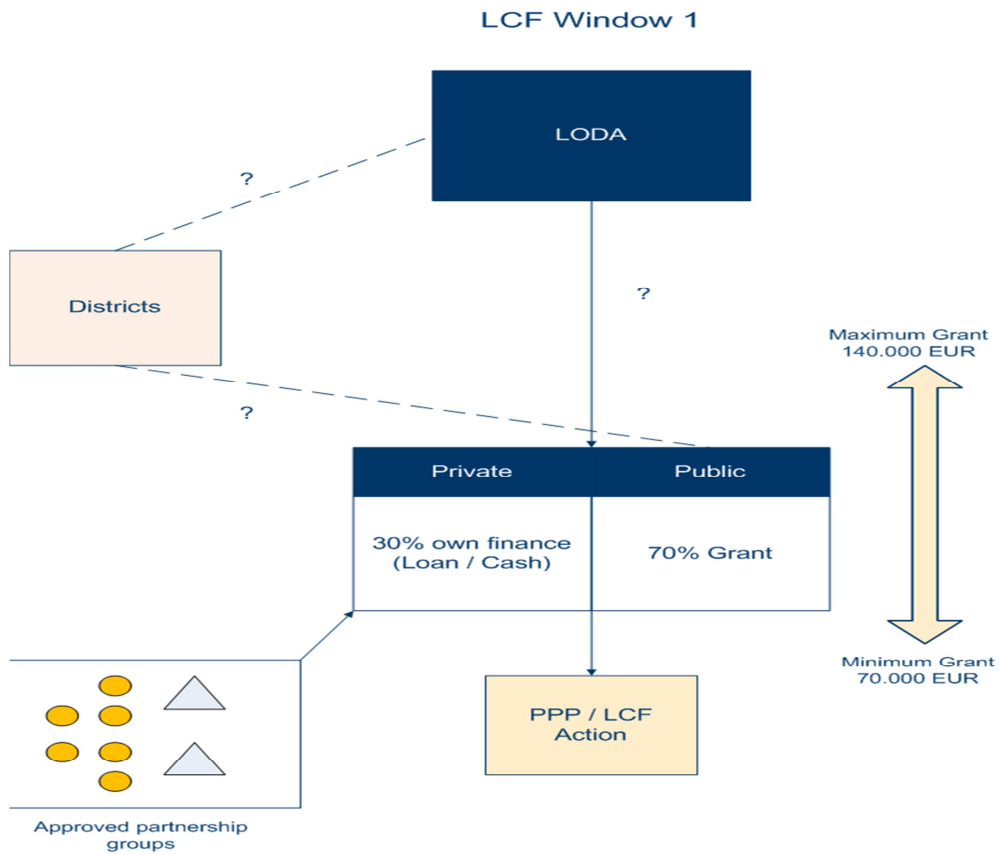 LCF Window 1
LODA
?
Districts
?
Maximum Grant
140.000 EUR
?
Private
Public
30% own finance
(Loan / Cash)
70% Grant
Minimum Grant
70.000 EUR
PPP / LCF
Action
Approved partnership
groups